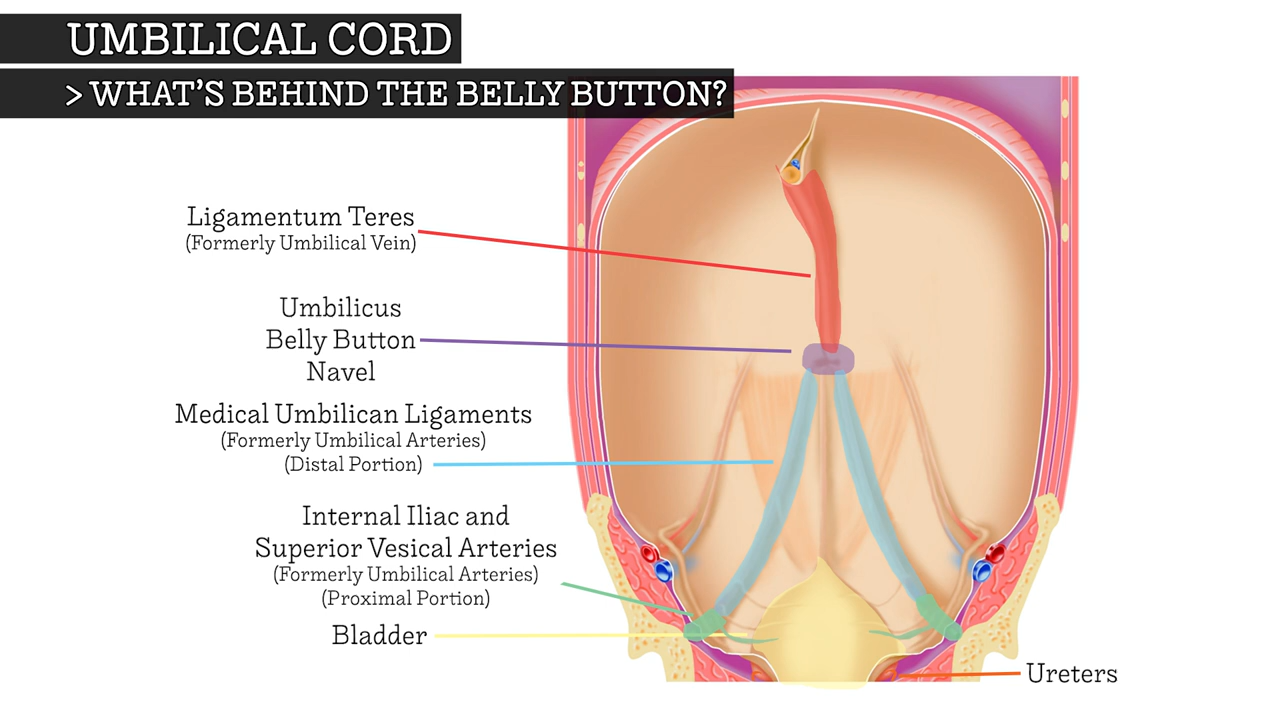 UMBILICAL CORD
> WHAT'S BEHIND THE BELLY BUTTON?
Ligamentum Teres
(Formerly Umbilical Vein)
Umbilicus
Belly Button
Navel
Medical Umbilican Ligaments
(Formerly Umbilical Arteries)
(Distal Portion)
Internal Iliac and
Superior Vesical Arteries
(Formerly Umbilical Arteries)
(Proximal Portion)
Bladder
Ureters